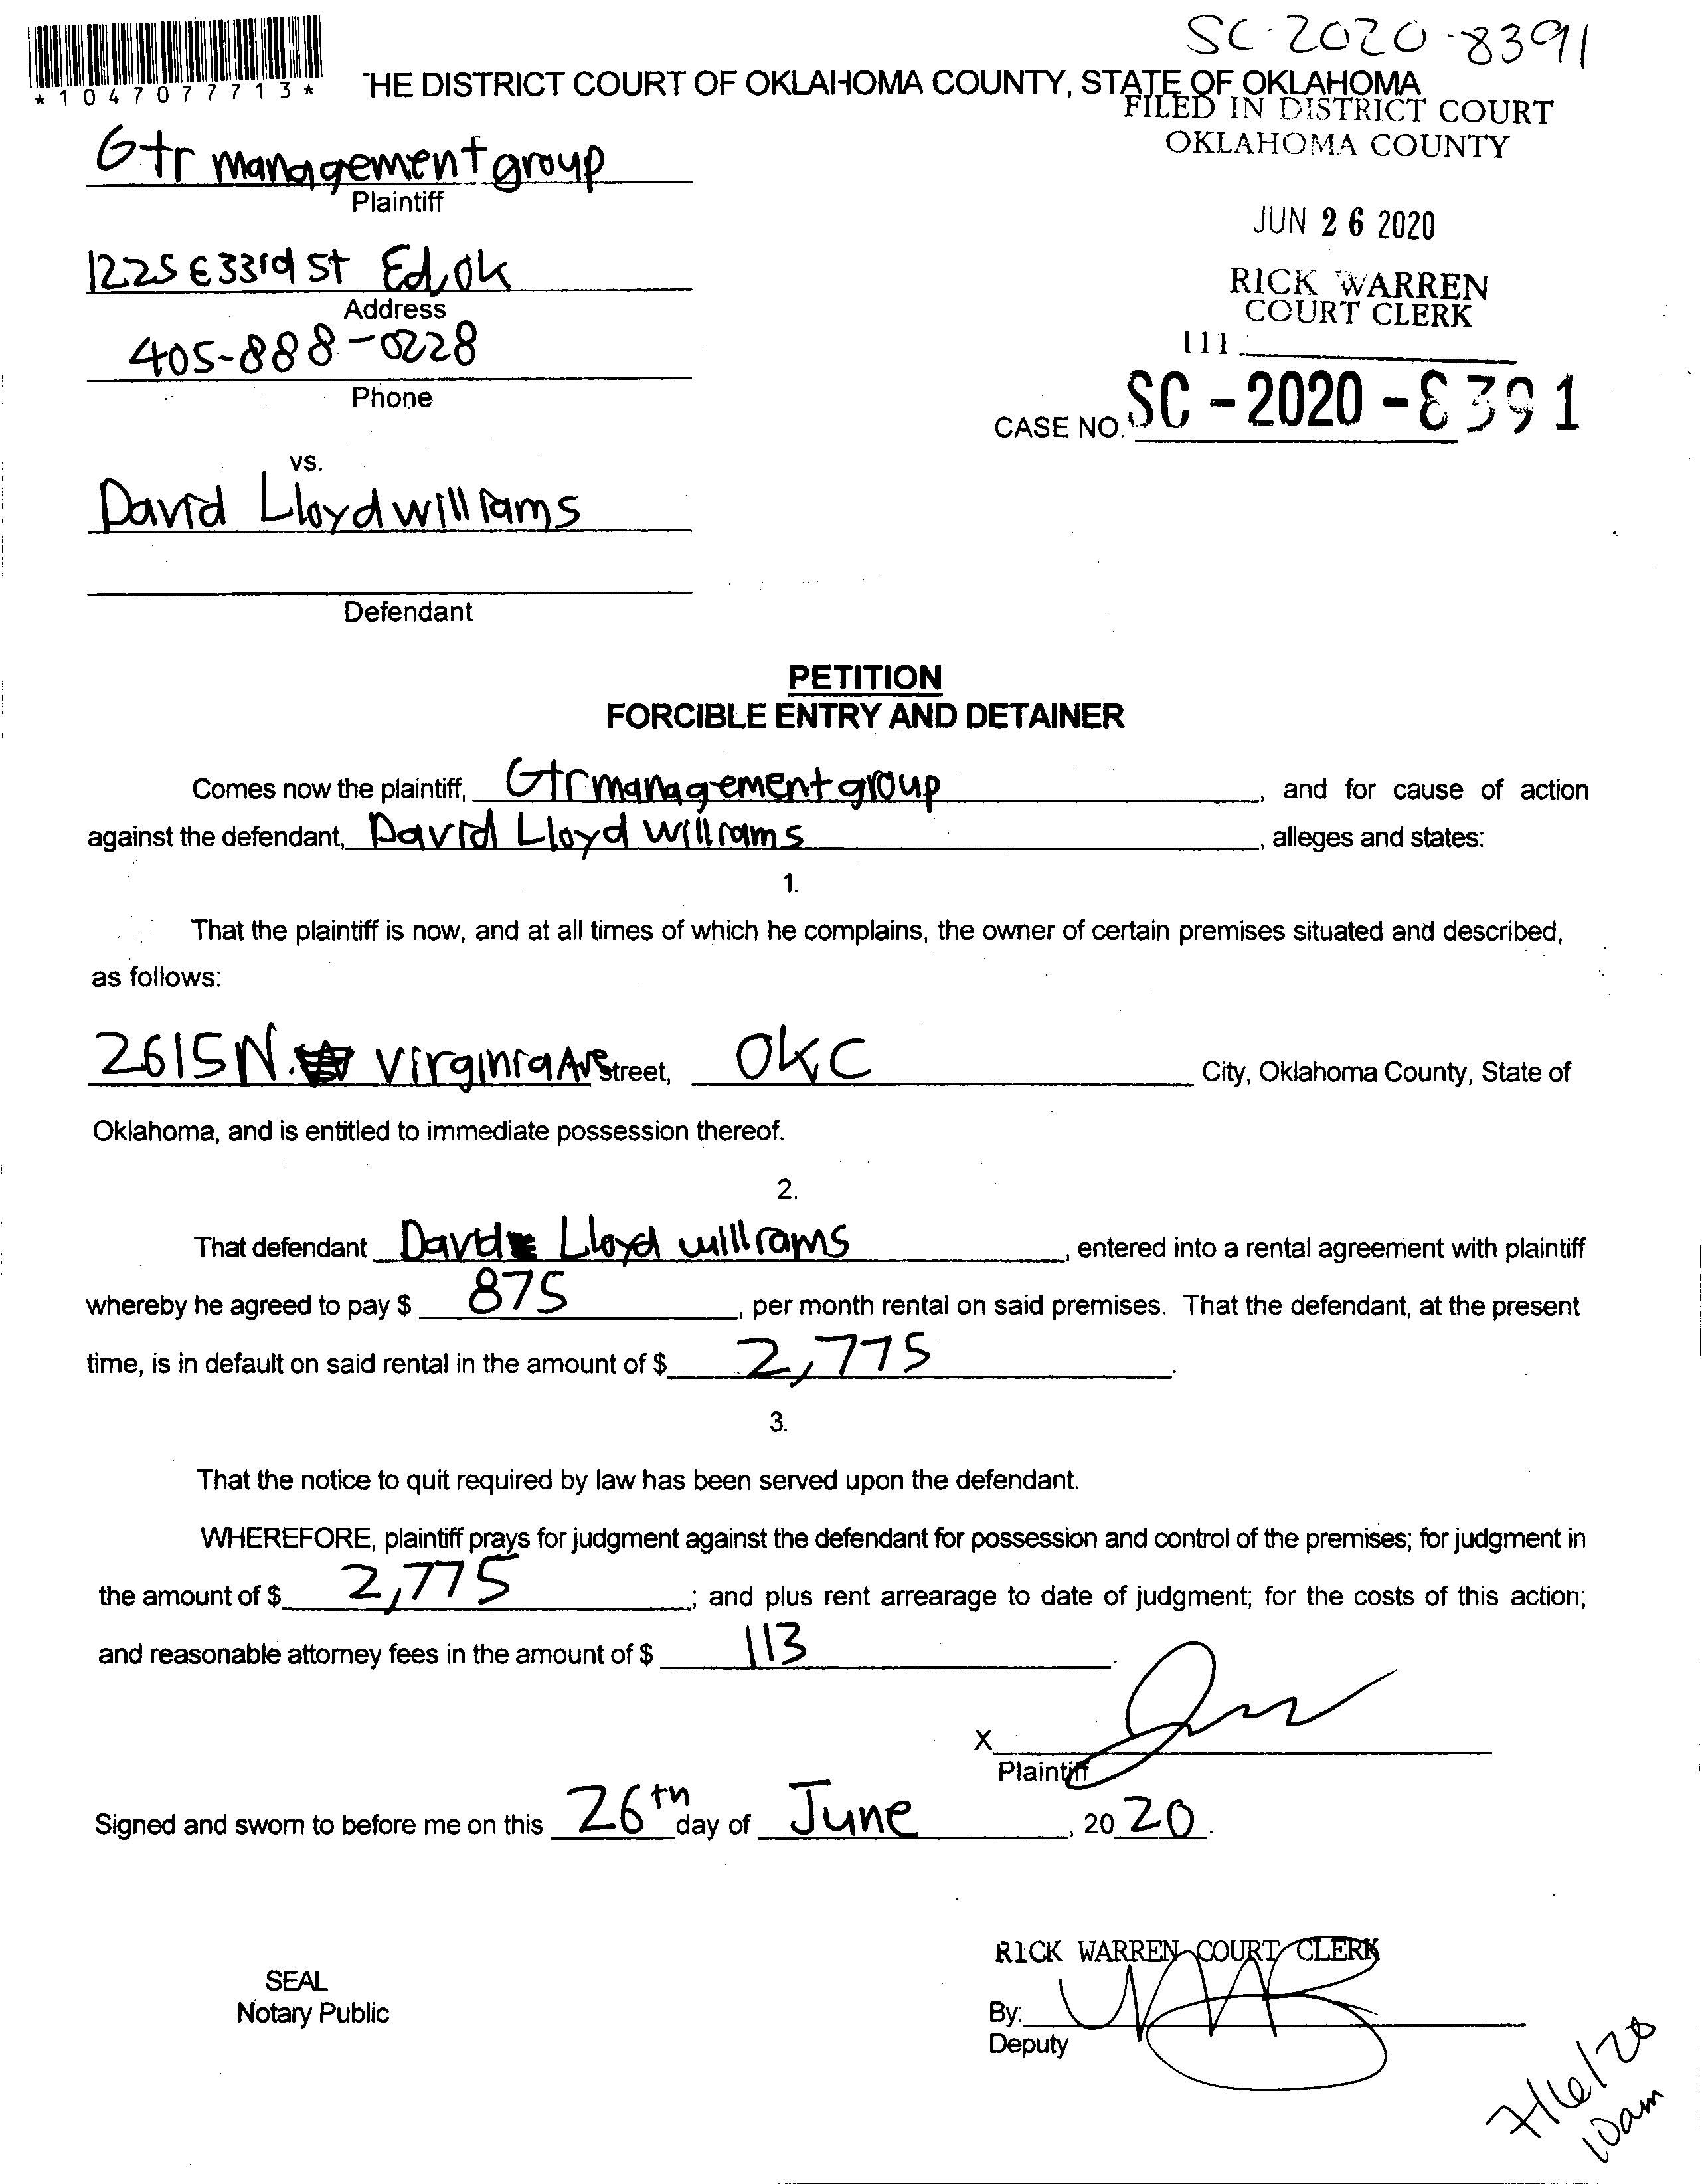 SC-2020-8391
*1047077713*
THE DISTRICT COURT OF OKLAHOMA COUNTY, STATE OF OKLAHOMA
FILED IN DISTRICT COURT
OKLAHOMA COUNTY
Gtr management group
Plaintiff
JUN 26 2020
1225 E 33rd St Ed, Ok
Address
RICK WARREN
COURT CLERK
405-888-0228
111
Phone
CASE NO. SC-2020-8391
vs.
David Lloyd williams
Defendant
PETITION
FORCIBLE ENTRY AND DETAINER
Comes now the plaintiff, Gtr management group, and for cause of action
against the defendant, David Lloyd williams, alleges and states:
1.
That the plaintiff is now, and at all times of which he complains, the owner of certain premises situated and described,
as follows:
2615 N. virginia Ave Street, OKC City, Oklahoma County, State of
Oklahoma, and is entitled to immediate possession thereof.
2.
That defendant David Lloyd williams, entered into a rental agreement with plaintiff
whereby he agreed to pay $ 875, per month rental on said premises. That the defendant, at the present
time, is in default on said rental in the amount of $ 2,775.
3.
That the notice to quit required by law has been served upon the defendant.
WHEREFORE, plaintiff prays for judgment against the defendant for possession and control of the premises; for judgment in
the amount of $ 2,775; and plus rent arrearage to date of judgment; for the costs of this action;
and reasonable attorney fees in the amount of $ 113.
X
Plaintiff
Signed and sworn to before me on this 26th day of June, 2020.
RICK WARREN COURT CLERK
SEAL
Notary Public
By:
Deputy
7/16/20
10am